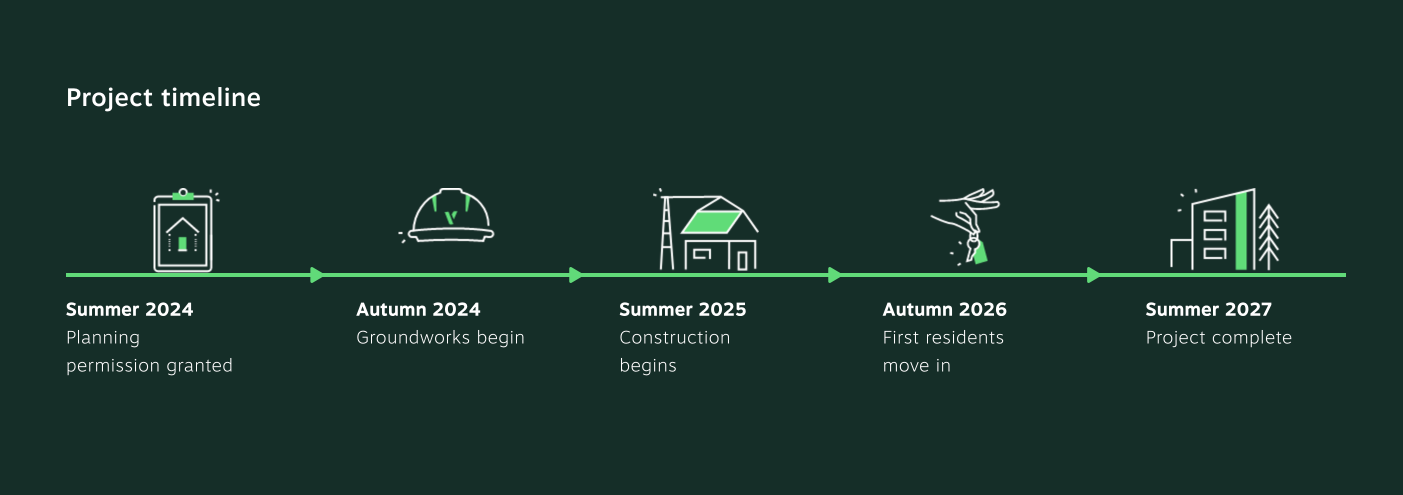 Project timeline
Summer 2024
Planning
permission granted
Autumn 2024
Groundworks begin
Summer 2025
Construction
begins
Autumn 2026
First residents
move in
Summer 2027
Project complete